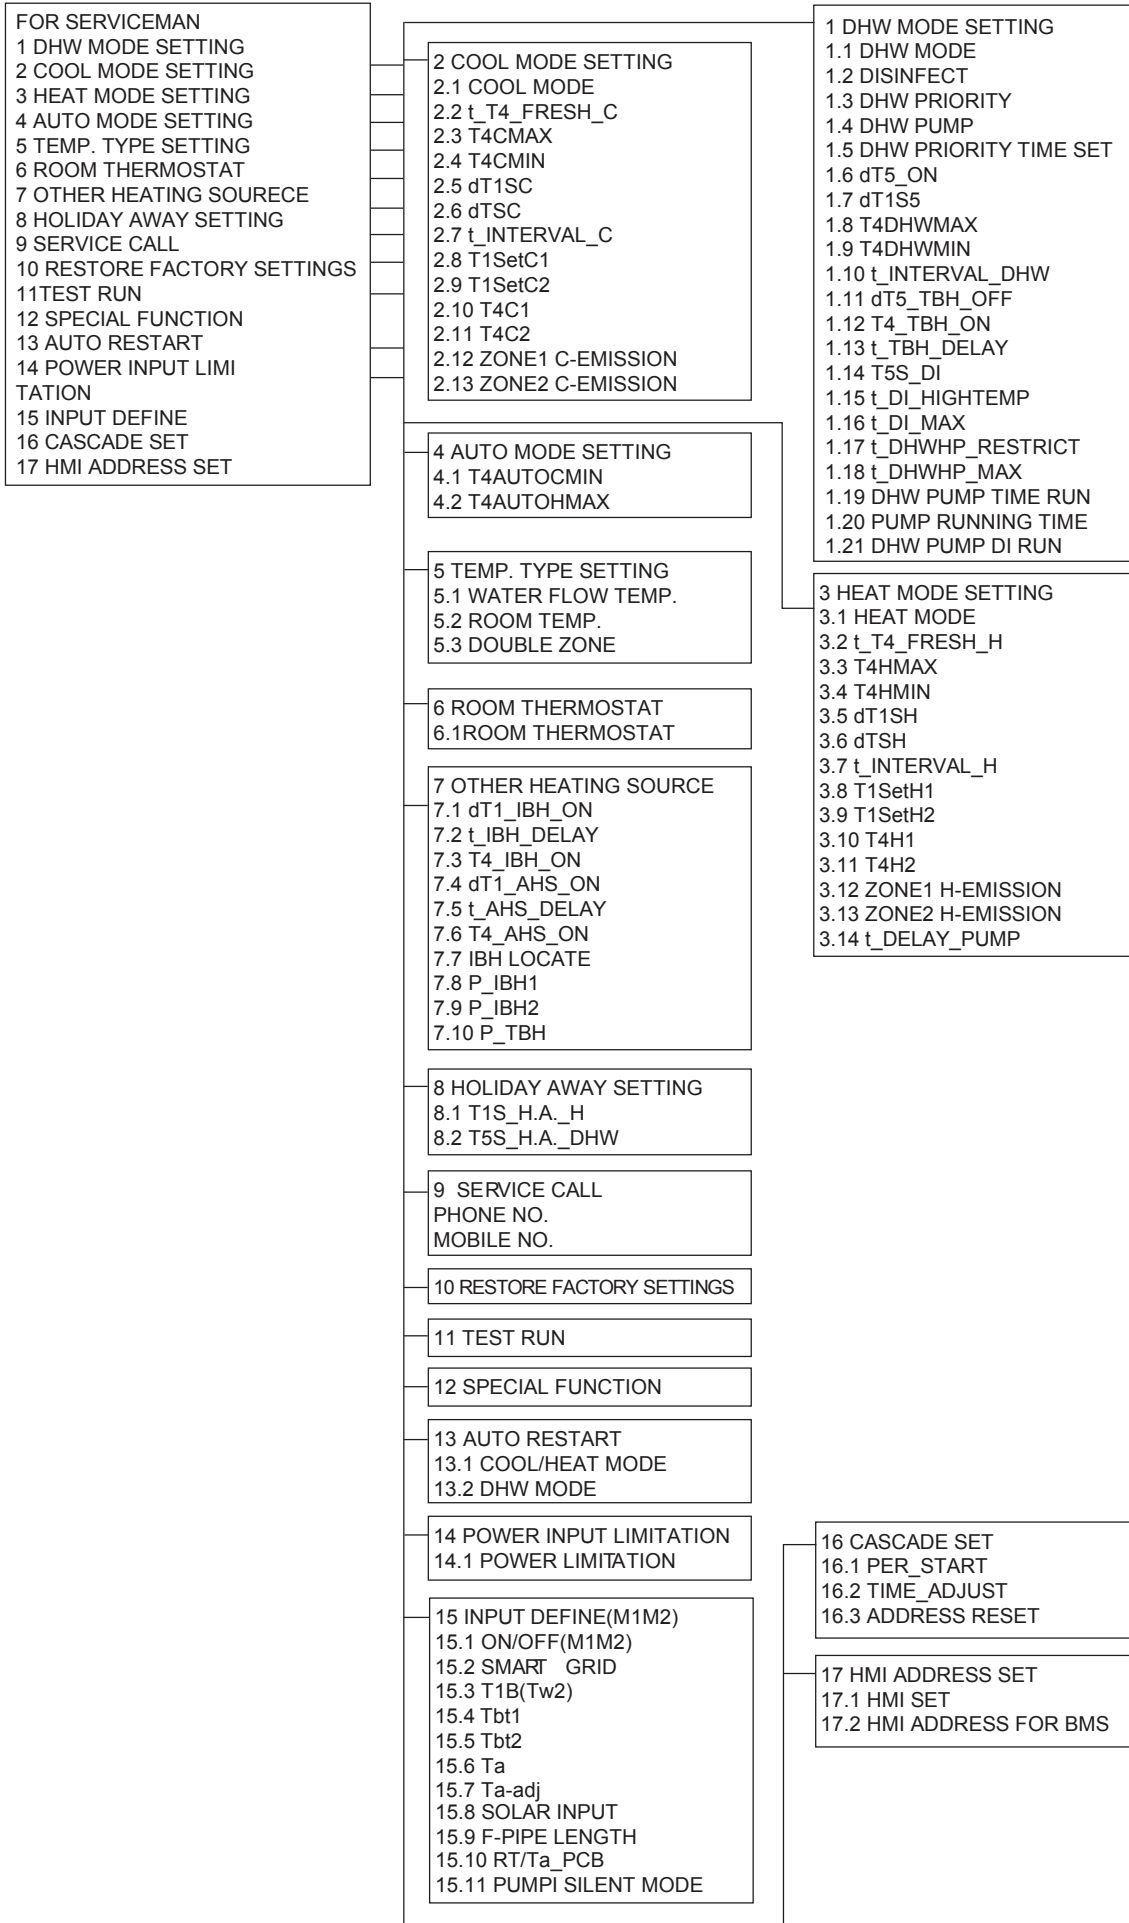 FOR SERVICEMAN
1 DHW MODE SETTING
2 COOL MODE SETTING
3 HEAT MODE SETTING
4 AUTO MODE SETTING
5 TEMP. TYPE SETTING
6 ROOM THERMOSTAT
7 OTHER HEATING SOURECE
8 HOLIDAY AWAY SETTING
9 SERVICE CALL
10 RESTORE FACTORY SETTINGS
11TEST RUN
12 SPECIAL FUNCTION
13 AUTO RESTART
14 POWER INPUT LIMI
TATION
15 INPUT DEFINE
16 CASCADE SET
17 HMI ADDRESS SET
1 DHW MODE SETTING
1.1 DHW MODE
1.2 DISINFECT
1.3 DHW PRIORITY
1.4 DHW PUMP
1.5 DHW PRIORITY TIME SET
1.6 dT5_ON
1.7 dT1S5
1.8 T4DHWMAX
1.9 T4DHWMIN
1.10 t_INTERVAL_DHW
1.11 dT5_TBH_OFF
1.12 T4_TBH_ON
1.13 t_TBH_DELAY
1.14 T5S_DI
1.15 t_DI_HIGHTEMP
1.16 t_DI_MAX
1.17 t_DHWHP_RESTRICT
1.18 t_DHWHP_MAX
1.19 DHW PUMP TIME RUN
1.20 PUMP RUNNING TIME
1.21 DHW PUMP DI RUN
2 COOL MODE SETTING
2.1 COOL MODE
2.2 t_T4_FRESH_C
2.3 T4CMAX
2.4 T4CMIN
2.5 dT1SC
2.6 dTSC
2.7 t_INTERVAL_C
2.8 T1SetC1
2.9 T1SetC2
2.10 T4C1
2.11 T4C2
2.12 ZONE1 C-EMISSION
2.13 ZONE2 C-EMISSION
3 HEAT MODE SETTING
3.1 HEAT MODE
3.2 t_T4_FRESH_H
3.3 T4HMAX
3.4 T4HMIN
3.5 dT1SH
3.6 dTSH
3.7 t_INTERVAL_H
3.8 T1SetH1
3.9 T1SetH2
3.10 T4H1
3.11 T4H2
3.12 ZONE1 H-EMISSION
3.13 ZONE2 H-EMISSION
3.14 t_DELAY_PUMP
4 AUTO MODE SETTING
4.1 T4AUTOCMIN
4.2 T4AUTOHMAX
5 TEMP. TYPE SETTING
5.1 WATER FLOW TEMP.
5.2 ROOM TEMP.
5.3 DOUBLE ZONE
6 ROOM THERMOSTAT
6.1ROOM THERMOSTAT
7 OTHER HEATING SOURCE
7.1 dT1_IBH_ON
7.2 t_IBH_DELAY
7.3 T4_IBH_ON
7.4 dT1_AHS_ON
7.5 t_AHS_DELAY
7.6 T4_AHS_ON
7.7 IBH LOCATE
7.8 P_IBH1
7.9 P_IBH2
7.10 P_TBH
8 HOLIDAY AWAY SETTING
8.1 T1S_H.A._H
8.2 T5S_H.A._DHW
9 SERVICE CALL
PHONE NO.
MOBILE NO.
10 RESTORE FACTORY SETTINGS
11 TEST RUN
12 SPECIAL FUNCTION
13 AUTO RESTART
13.1 COOL/HEAT MODE
13.2 DHW MODE
14 POWER INPUT LIMITATION
14.1 POWER LIMITATION
15 INPUT DEFINE(M1M2)
15.1 ON/OFF(M1M2)
15.2 SMART GRID
15.3 T1B(Tw2)
15.4 Tbt1
15.5 Tbt2
15.6 Ta
15.7 Ta-adj
15.8 SOLAR INPUT
15.9 F-PIPE LENGTH
15.10 RT/Ta_PCB
15.11 PUMPI SILENT MODE
16 CASCADE SET
16.1 PER_START
16.2 TIME_ADJUST
16.3 ADDRESS RESET
17 HMI ADDRESS SET
17.1 HMI SET
17.2 HMI ADDRESS FOR BMS